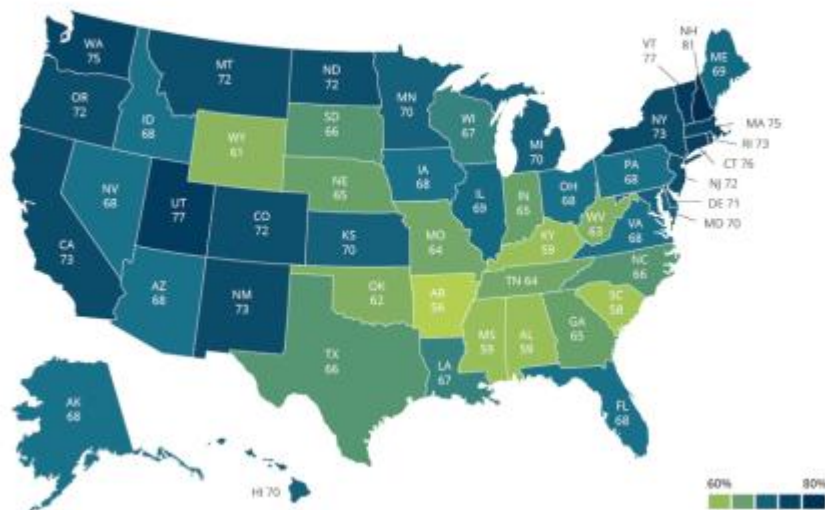 WA
75
OR
72
CA
73
NV
68
ID
68
MT
72
WY
61
UT
77
AZ
68
CO
72
NM
73
ND
72
SD
66
NE
65
KS
70
OK
62
TX
66
MN
70
IA
68
MO
64
AR
56
LA
67
WI
67
IL
69
MI
70
IN
65
OH
68
KY
59
TN 64
MS
59
AL
59
GA
65
FL
68
SC
58
NC
66
VA
68
WV
63
PA
68
NY
73
VT
77
NH
81
ME
69
MA 75
RI 73
CT 76
NJ 72
DE 71
MD 70
AK
68
HI 70
60%
80%